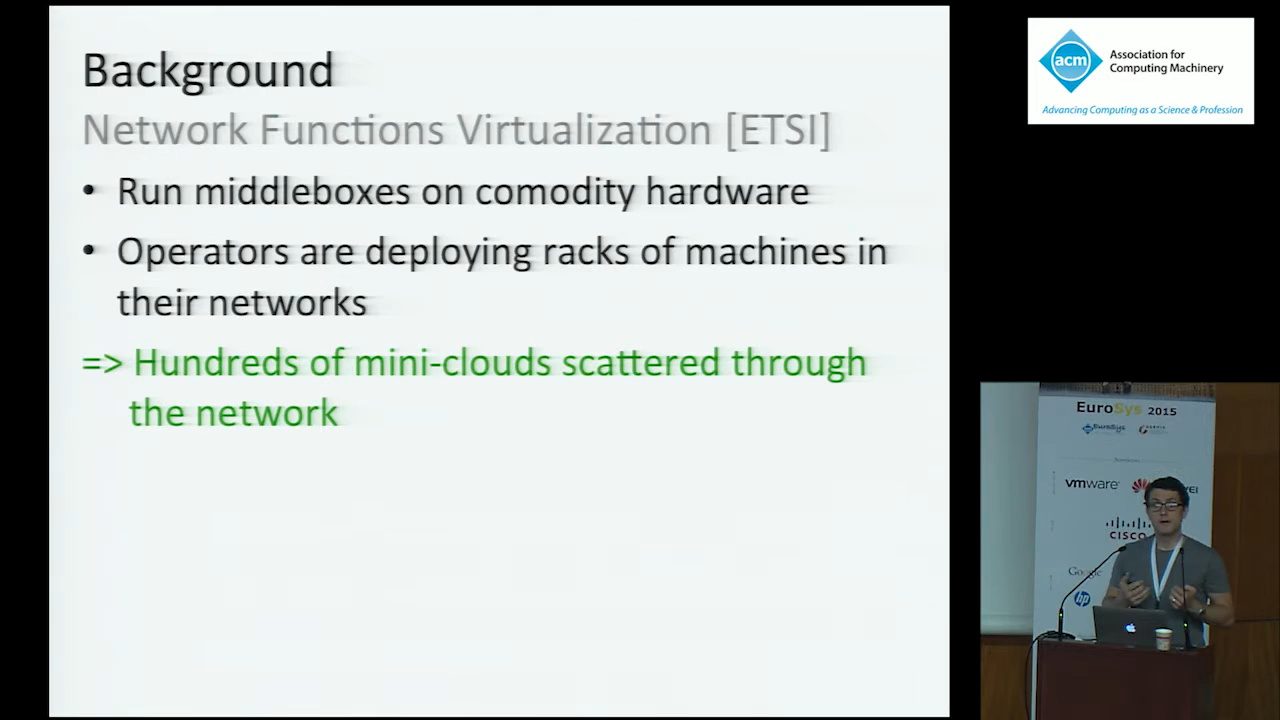 Background
Network Functions Virtualization [ETSI]
• Run middleboxes on comodity hardware
• Operators are deploying racks of machines in
their networks
=> Hundreds of mini-clouds scattered through
the network
acm
Association for
Computing Machinery
Advancing Computing as a Science & Profession
EuroSys 2015
EuroSys
vmware
CISCO
Google
hp